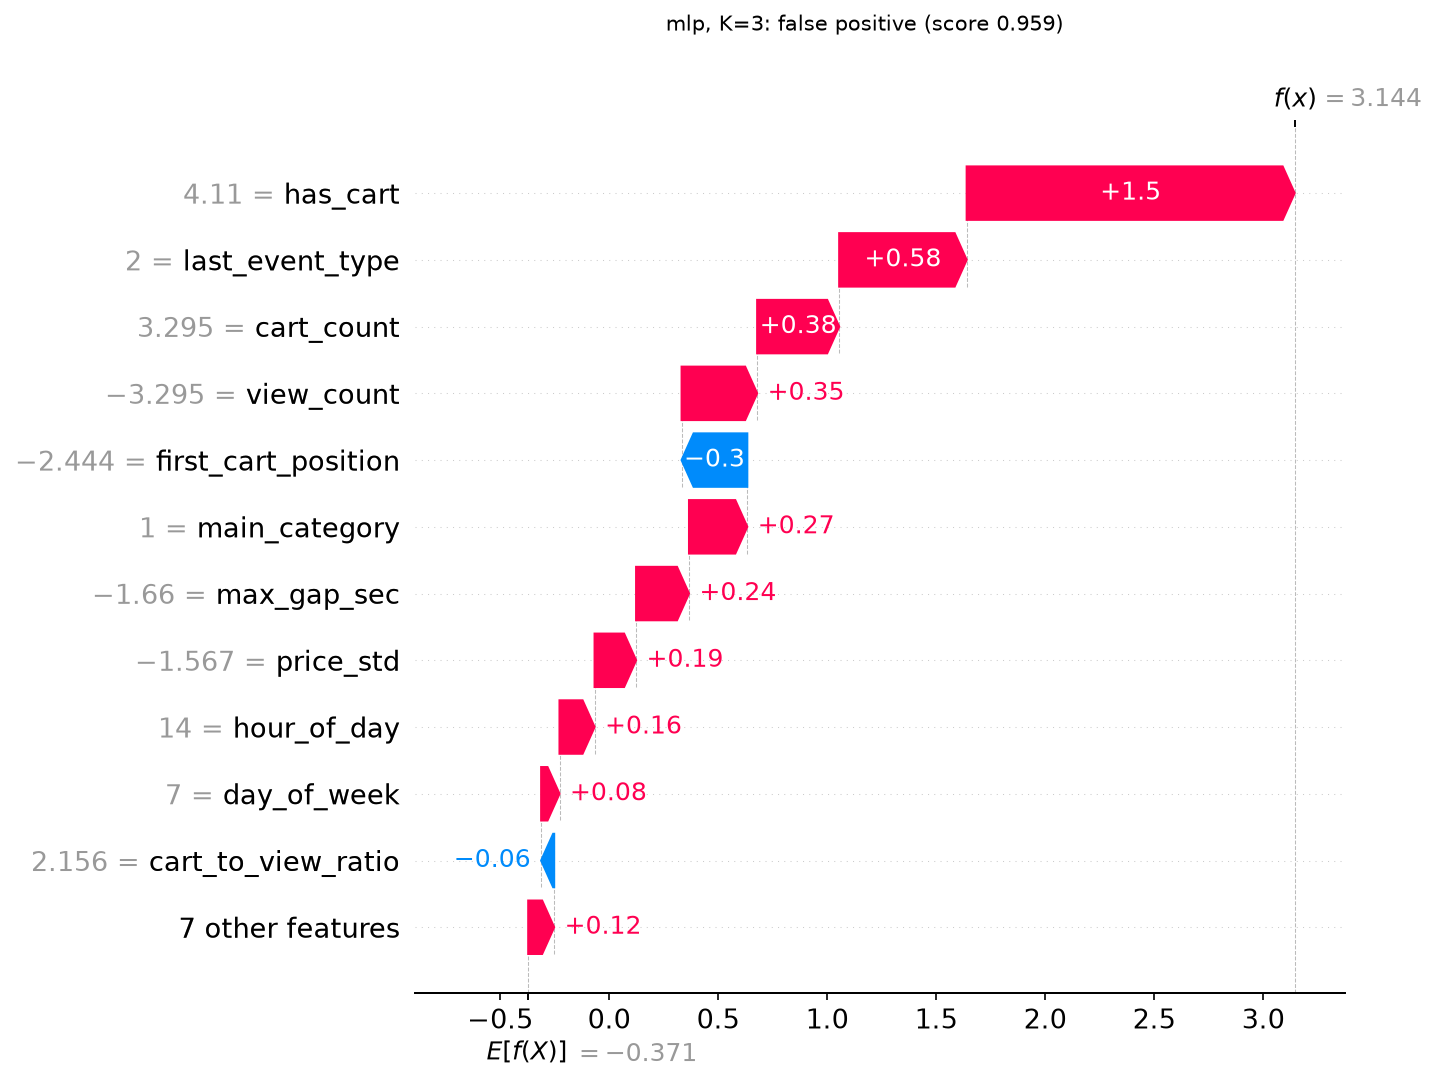 mlp, K=3: false positive (score 0.959)
f(x) = 3.144
4.11 = has_cart +1.5
2 = last_event_type +0.58
3.295 = cart_count +0.38
−3.295 = view_count +0.35
−2.444 = first_cart_position −0.3
1 = main_category +0.27
−1.66 = max_gap_sec +0.24
−1.567 = price_std +0.19
14 = hour_of_day +0.16
7 = day_of_week +0.08
2.156 = cart_to_view_ratio −0.06
7 other features +0.12
−0.5 0.0 0.5 1.0 1.5 2.0 2.5 3.0
E[f(X)] = −0.371